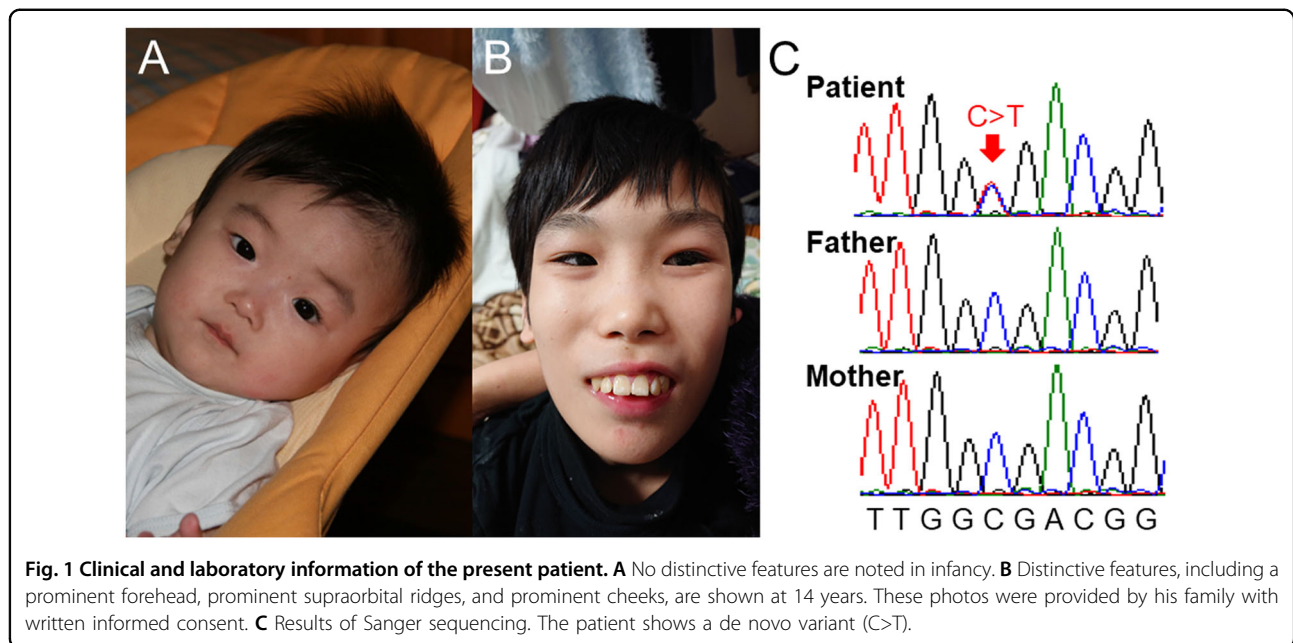 A
B
C
Patient
C>T
Father
Mother
T T G G C G A C G G
Fig. 1 Clinical and laboratory information of the present patient. A No distinctive features are noted in infancy. B Distinctive features, including a
prominent forehead, prominent supraorbital ridges, and prominent cheeks, are shown at 14 years. These photos were provided by his family with
written informed consent. C Results of Sanger sequencing. The patient shows a de novo variant (C>T).